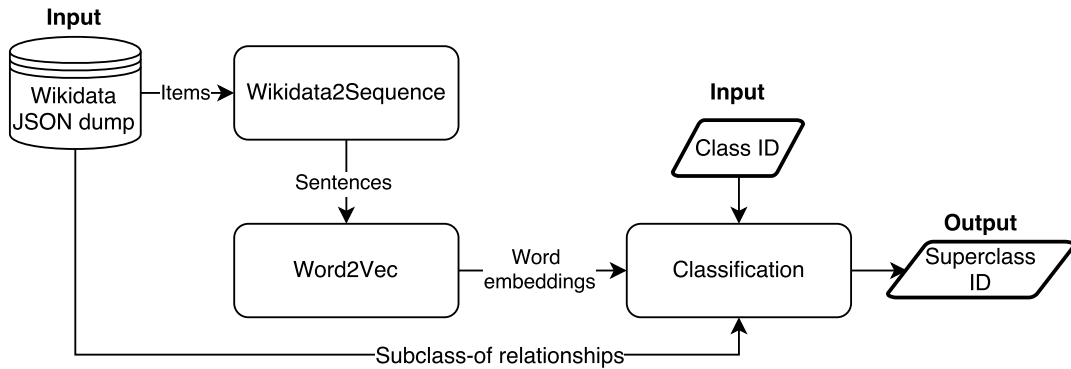 Input
Wikidata
JSON dump
Items
Wikidata2Sequence
Sentences
Word2Vec
Word
embeddings
Input
Class ID
Classification
Output
Superclass
ID
Subclass-of relationships